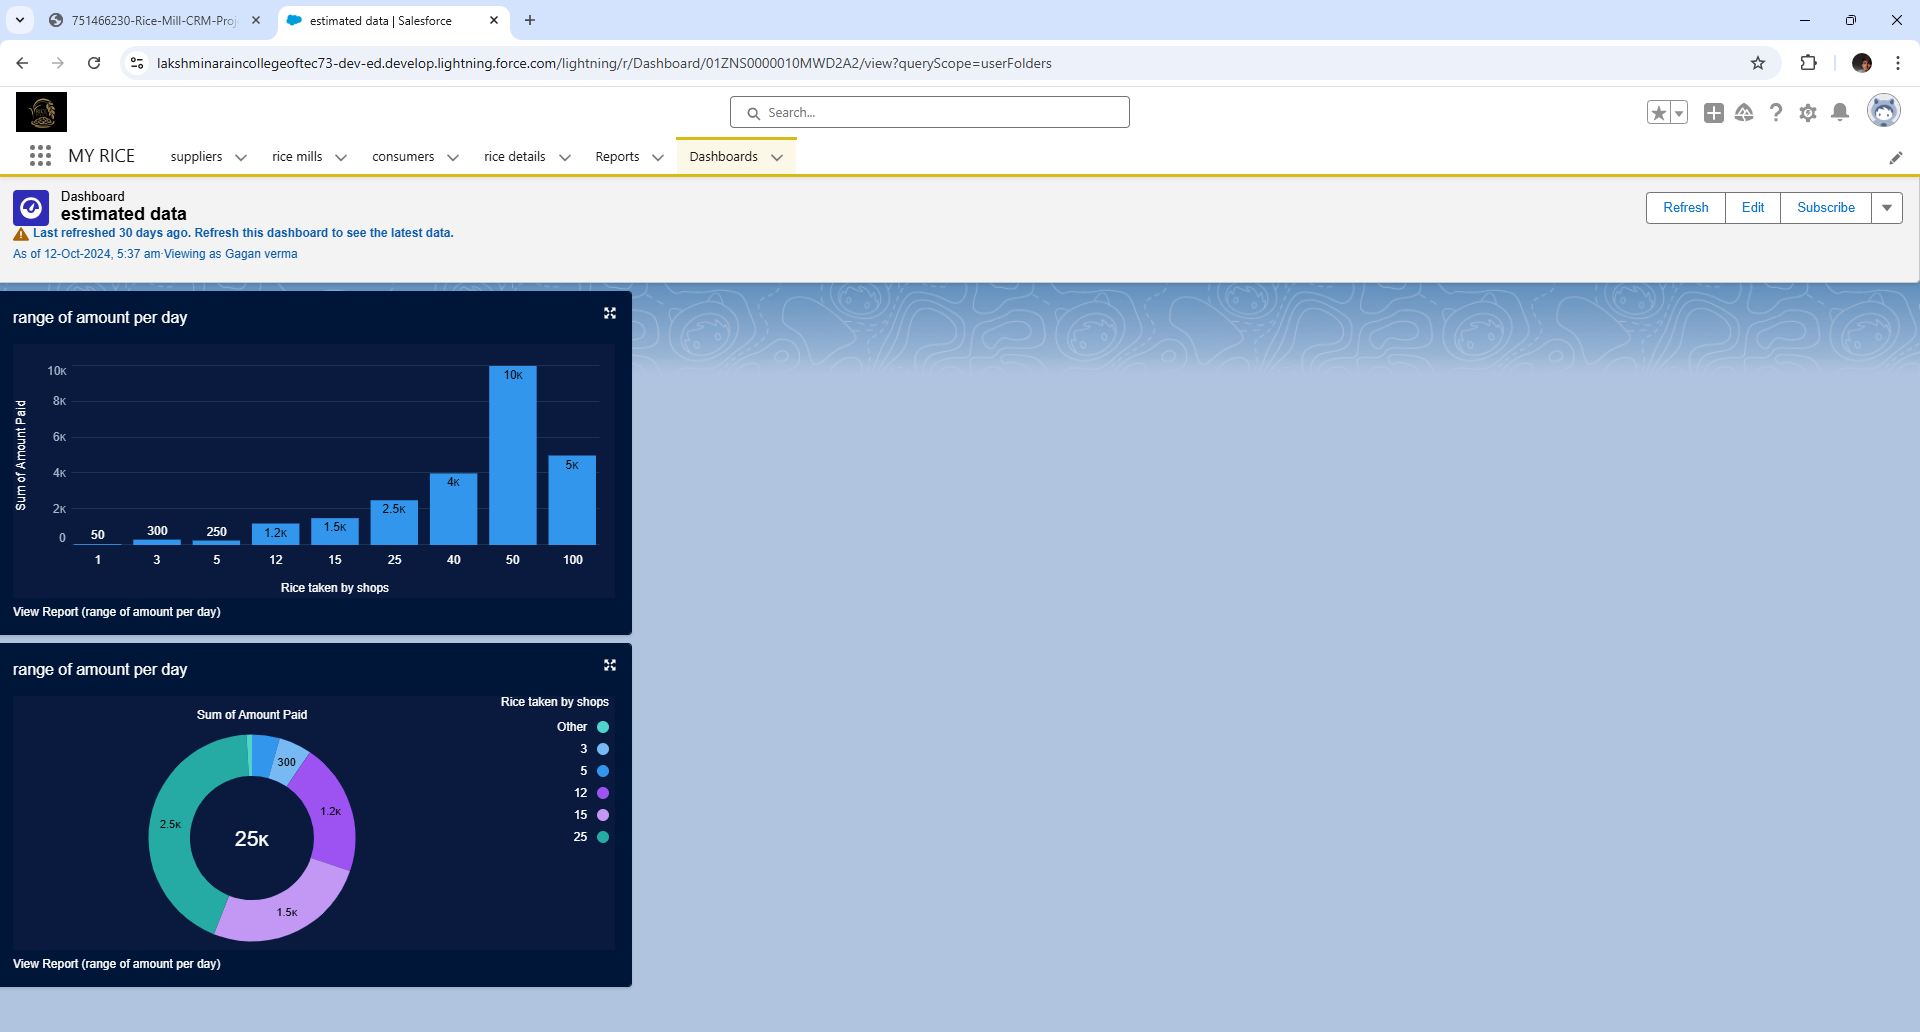 751466230-Rice-Mill-CRM-Proj
estimated data | Salesforce
lakshminaraincollegeoftec73-dev-ed.develop.lightning.force.com/lightning/r/Dashboard/01ZNS0000010MWD2A2/view?queryScope=userFolders
Search...
MY RICE
suppliers
rice mills
consumers
rice details
Reports
Dashboards
Dashboard
estimated data
Last refreshed 30 days ago. Refresh this dashboard to see the latest data.
As of 12-Oct-2024, 5:37 am·Viewing as Gagan verma
Refresh
Edit
Subscribe
range of amount per day
Sum of Amount Paid
10K
8K
6K
4K
2K
0
50
300
250
1.2K
1.5K
2.5K
4K
10K
5K
1
3
5
12
15
25
40
50
100
Rice taken by shops
View Report (range of amount per day)
range of amount per day
Sum of Amount Paid
300
1.2K
1.5K
2.5K
25K
Rice taken by shops
Other
3
5
12
15
25
View Report (range of amount per day)